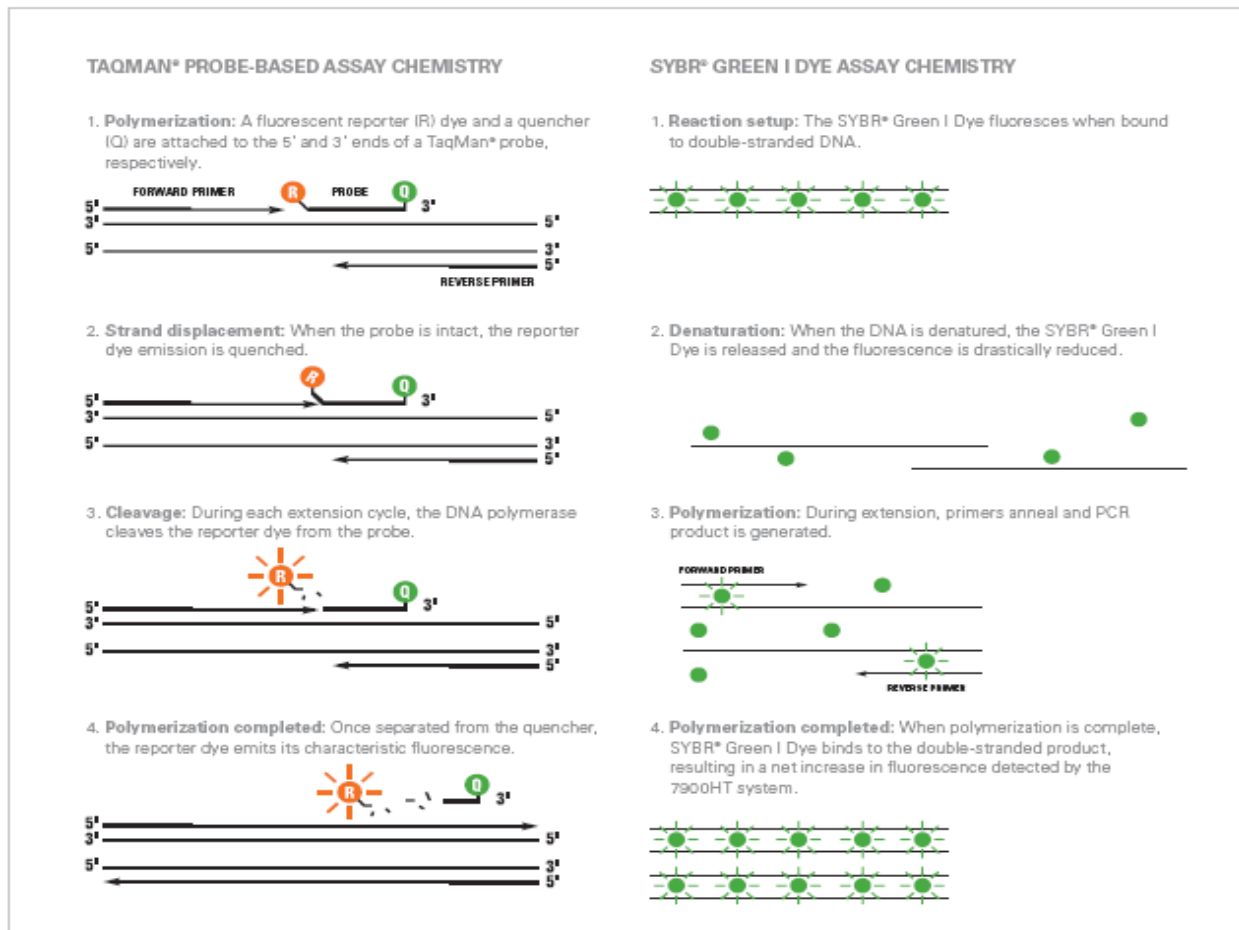 TAQMAN® PROBE-BASED ASSAY CHEMISTRY
1. Polymerization: A fluorescent reporter (R) dye and a quencher
(Q) are attached to the 5' and 3' ends of a TaqMan® probe,
respectively.
FORWARD PRIMER R PROBE Q
5' 3'
3' 5'
5' 3'
5'
REVERSE PRIMER
2. Strand displacement: When the probe is intact, the reporter
dye emission is quenched.
R Q
5' 3'
3' 5'
5' 3'
5'
3. Cleavage: During each extension cycle, the DNA polymerase
cleaves the reporter dye from the probe.
R Q
5' 3'
3' 5'
5' 3'
5'
4. Polymerization completed: Once separated from the quencher,
the reporter dye emits its characteristic fluorescence.
R Q
3'
5'
3' 5'
5' 3'
5'
SYBR® GREEN I DYE ASSAY CHEMISTRY
1. Reaction setup: The SYBR® Green I Dye fluoresces when bound
to double-stranded DNA.
2. Denaturation: When the DNA is denatured, the SYBR® Green I
Dye is released and the fluorescence is drastically reduced.
3. Polymerization: During extension, primers anneal and PCR
product is generated.
FORWARD PRIMER
REVERSE PRIMER
4. Polymerization completed: When polymerization is complete,
SYBR® Green I Dye binds to the double-stranded product,
resulting in a net increase in fluorescence detected by the
7900HT system.